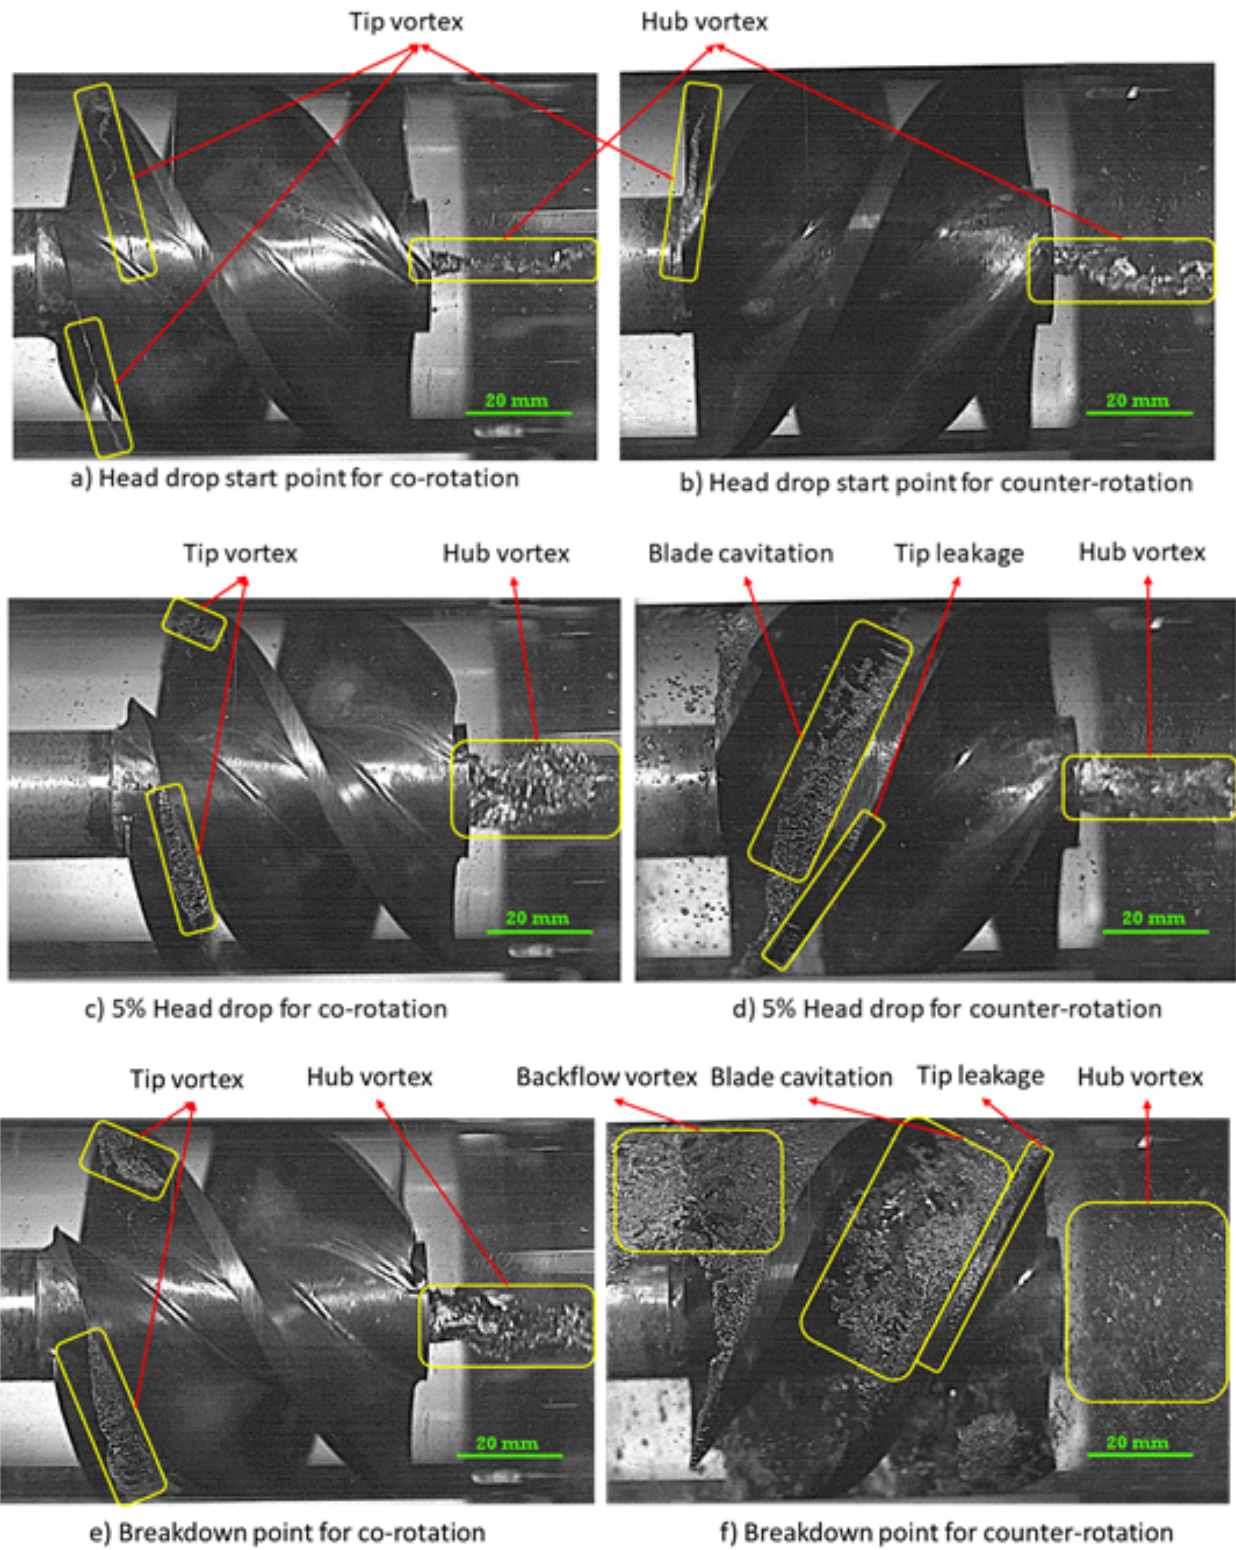 Tip vortex Hub vortex
20 mm 20 mm
a) Head drop start point for co-rotation
b) Head drop start point for counter-rotation
Tip vortex Hub vortex Blade cavitation Tip leakage Hub vortex
20 mm 20 mm
c) 5% Head drop for co-rotation d) 5% Head drop for counter-rotation
Tip vortex Hub vortex Backflow vortex Blade cavitation Tip leakage Hub vortex
20 mm 20 mm
e) Breakdown point for co-rotation f) Breakdown point for counter-rotation